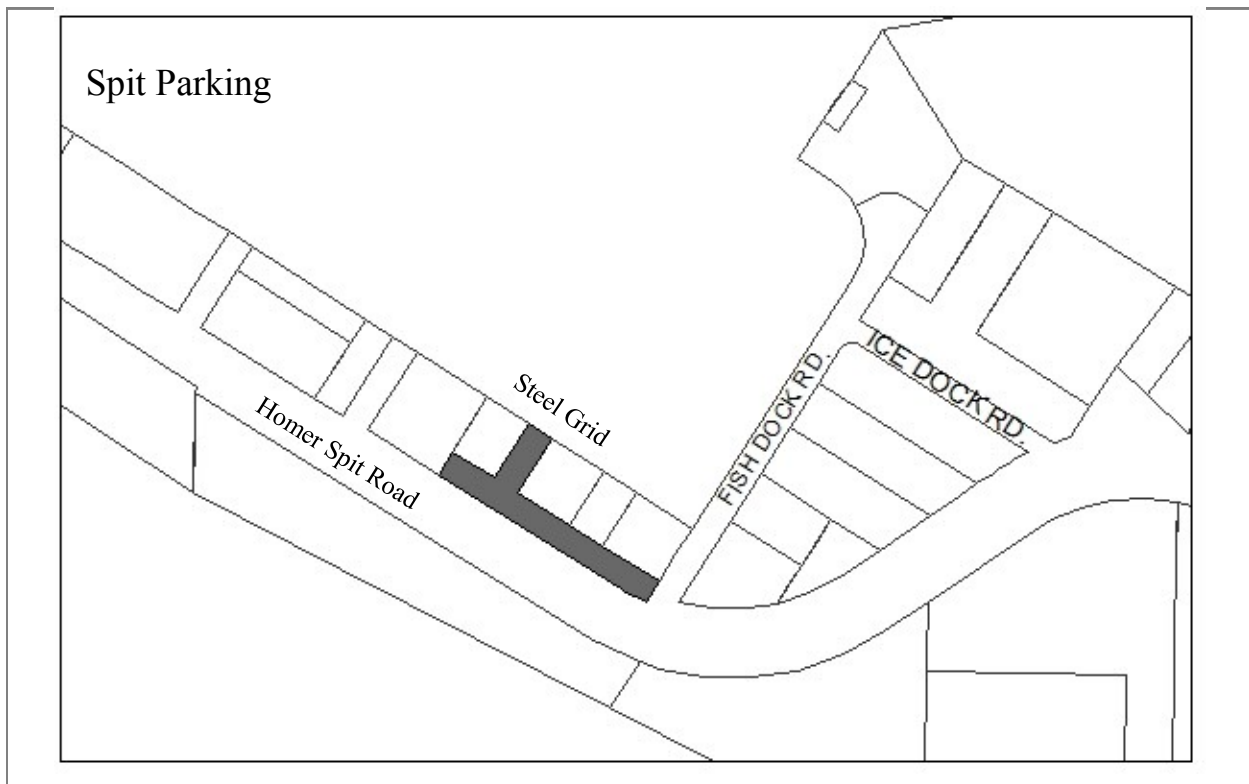 Spit Parking
Steel Grid
Homer Spit Road
FISH DOCK RD.
ICE DOCK RD.